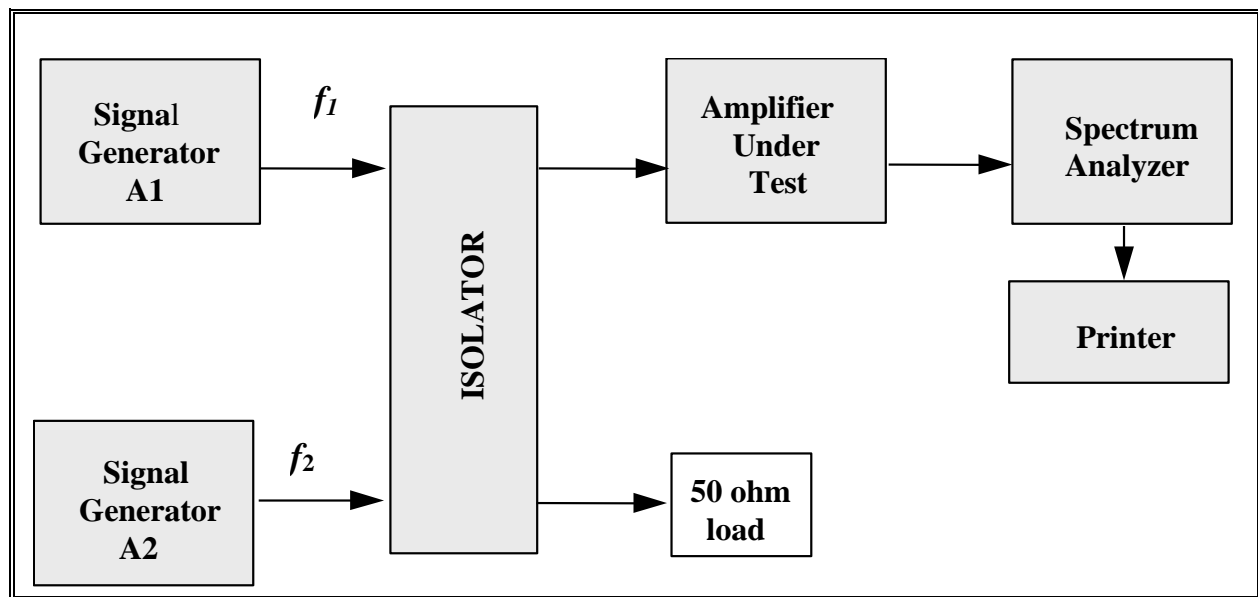 Signal
Generator
A1
f1
ISOLATOR
Amplifier
Under
Test
Spectrum
Analyzer
Printer
Signal
Generator
A2
f2
50 ohm
load